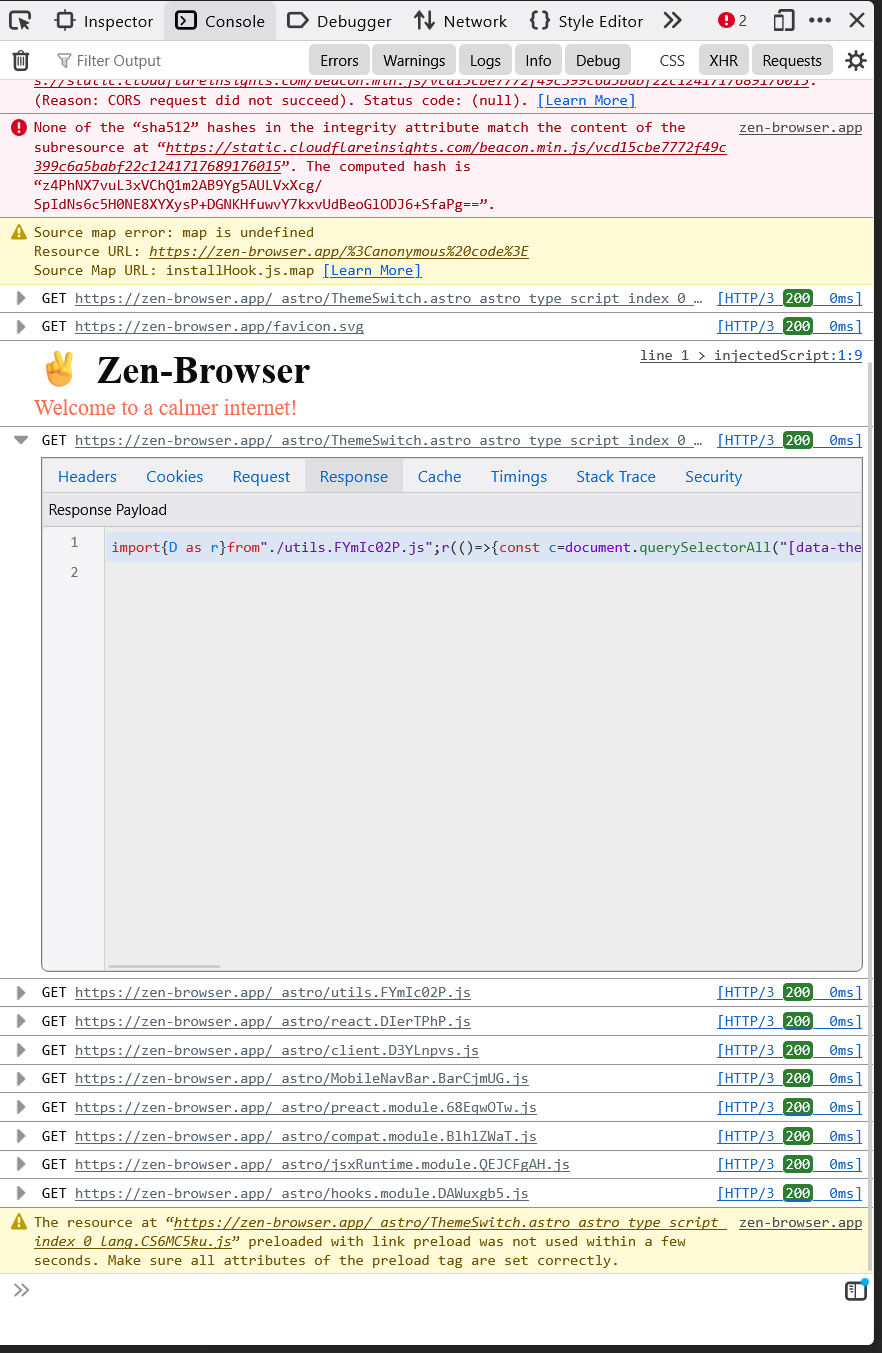 Inspector Console Debugger Network Style Editor 2
Filter Output Errors Warnings Logs Info Debug CSS XHR Requests
s://static.cloudflareinsights.com/beacon.min.js/vcd15cbe7772f49c399c6a5babf22c1241717689176015.
(Reason: CORS request did not succeed). Status code: (null). [Learn More]
None of the “sha512” hashes in the integrity attribute match the content of the zen-browser.app
subresource at “https://static.cloudflareinsights.com/beacon.min.js/vcd15cbe7772f49c
399c6a5babf22c1241717689176015”. The computed hash is
“z4PhNX7vuL3xVChQ1m2AB9Yg5AULVxXcg/
SpIdNs6c5H0NE8XYXysP+DGNKHfuwvY7kxvUdBeoGlODJ6+SfaPg==”.
Source map error: map is undefined
Resource URL: https://zen-browser.app/%3Canonymous%20code%3E
Source Map URL: installHook.js.map [Learn More]
GET https://zen-browser.app/_astro/ThemeSwitch.astro_astro_type_script_index_0_… [HTTP/3 200 0ms]
GET https://zen-browser.app/favicon.svg [HTTP/3 200 0ms]
✌️ Zen-Browser line 1 > injectedScript:1:9
Welcome to a calmer internet!
GET https://zen-browser.app/_astro/ThemeSwitch.astro_astro_type_script_index_0_… [HTTP/3 200 0ms]
Headers Cookies Request Response Cache Timings Stack Trace Security
Response Payload
1 import{D as r}from"./utils.FYmIc02P.js";r(()=>{const c=document.querySelectorAll("[data-the
2
GET https://zen-browser.app/_astro/utils.FYmIc02P.js [HTTP/3 200 0ms]
GET https://zen-browser.app/_astro/react.DIerTPhP.js [HTTP/3 200 0ms]
GET https://zen-browser.app/_astro/client.D3YLnpvs.js [HTTP/3 200 0ms]
GET https://zen-browser.app/_astro/MobileNavBar.BarCjmUG.js [HTTP/3 200 0ms]
GET https://zen-browser.app/_astro/preact.module.68EqwOTw.js [HTTP/3 200 0ms]
GET https://zen-browser.app/_astro/compat.module.BlhlZWaT.js [HTTP/3 200 0ms]
GET https://zen-browser.app/_astro/jsxRuntime.module.QEJCFgAH.js [HTTP/3 200 0ms]
GET https://zen-browser.app/_astro/hooks.module.DAWuxgb5.js [HTTP/3 200 0ms]
The resource at “https://zen-browser.app/_astro/ThemeSwitch.astro_astro_type_script_ zen-browser.app
index_0_lang.CS6MC5ku.js” preloaded with link preload was not used within a few
seconds. Make sure all attributes of the preload tag are set correctly.